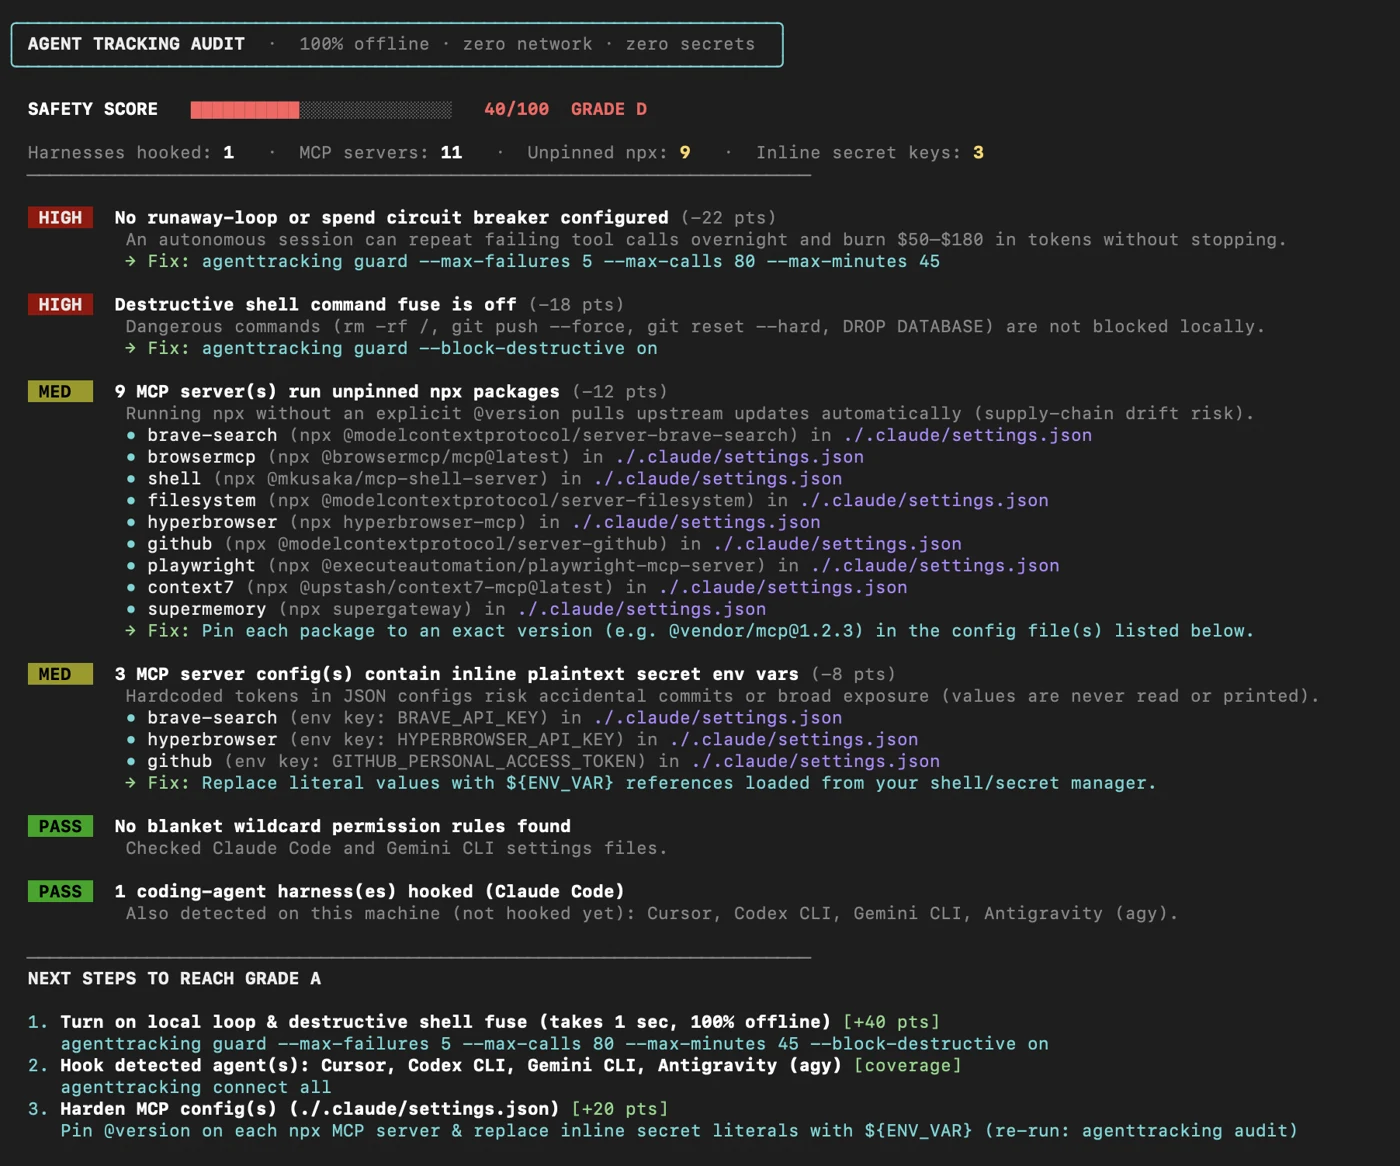 AGENT TRACKING AUDIT · 100% offline · zero network · zero secrets
SAFETY SCORE 40/100 GRADE D
Harnesses hooked: 1 · MCP servers: 11 · Unpinned npx: 9 · Inline secret keys: 3
HIGH No runaway-loop or spend circuit breaker configured (-22 pts)
An autonomous session can repeat failing tool calls overnight and burn $50–$180 in tokens without stopping.
→ Fix: agenttracking guard --max-failures 5 --max-calls 80 --max-minutes 45
HIGH Destructive shell command fuse is off (-18 pts)
Dangerous commands (rm -rf /, git push --force, git reset --hard, DROP DATABASE) are not blocked locally.
→ Fix: agenttracking guard --block-destructive on
MED 9 MCP server(s) run unpinned npx packages (-12 pts)
Running npx without an explicit @version pulls upstream updates automatically (supply-chain drift risk).
• brave-search (npx @modelcontextprotocol/server-brave-search) in ./.claude/settings.json
• browsermcp (npx @browsermcp/mcp@latest) in ./.claude/settings.json
• shell (npx @mkusaka/mcp-shell-server) in ./.claude/settings.json
• filesystem (npx @modelcontextprotocol/server-filesystem) in ./.claude/settings.json
• hyperbrowser (npx hyperbrowser-mcp) in ./.claude/settings.json
• github (npx @modelcontextprotocol/server-github) in ./.claude/settings.json
• playwright (npx @executeautomation/playwright-mcp-server) in ./.claude/settings.json
• context7 (npx @upstash/context7-mcp@latest) in ./.claude/settings.json
• supermemory (npx supergateway) in ./.claude/settings.json
→ Fix: Pin each package to an exact version (e.g. @vendor/mcp@1.2.3) in the config file(s) listed below.
MED 3 MCP server config(s) contain inline plaintext secret env vars (-8 pts)
Hardcoded tokens in JSON configs risk accidental commits or broad exposure (values are never read or printed).
• brave-search (env key: BRAVE_API_KEY) in ./.claude/settings.json
• hyperbrowser (env key: HYPERBROWSER_API_KEY) in ./.claude/settings.json
• github (env key: GITHUB_PERSONAL_ACCESS_TOKEN) in ./.claude/settings.json
→ Fix: Replace literal values with ${ENV_VAR} references loaded from your shell/secret manager.
PASS No blanket wildcard permission rules found
Checked Claude Code and Gemini CLI settings files.
PASS 1 coding-agent harness(es) hooked (Claude Code)
Also detected on this machine (not hooked yet): Cursor, Codex CLI, Gemini CLI, Antigravity (agy).
NEXT STEPS TO REACH GRADE A
1. Turn on local loop & destructive shell fuse (takes 1 sec, 100% offline) [+40 pts]
agenttracking guard --max-failures 5 --max-calls 80 --max-minutes 45 --block-destructive on
2. Hook detected agent(s): Cursor, Codex CLI, Gemini CLI, Antigravity (agy) [coverage]
agenttracking connect all
3. Harden MCP config(s) (./.claude/settings.json) [+20 pts]
Pin @version on each npx MCP server & replace inline secret literals with ${ENV_VAR} (re-run: agenttracking audit)